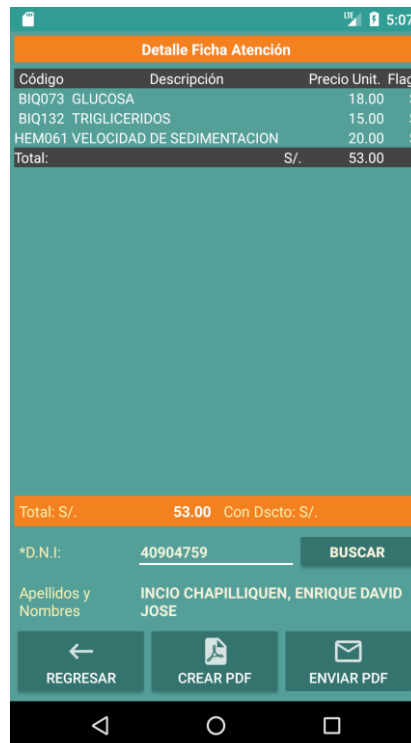 LTE 5:07
Detalle Ficha Atención
Código Descripción Precio Unit. Flag
BIQ073 GLUCOSA 18.00
BIQ132 TRIGLICERIDOS 15.00
HEM061 VELOCIDAD DE SEDIMENTACION 20.00
Total: S/. 53.00
Total: S/. 53.00 Con Dscto: S/.
*D.N.I: 40904759 BUSCAR
Apellidos y Nombres INCIO CHAPILLIQUEN, ENRIQUE DAVID JOSE
REGRESAR CREAR PDF ENVIAR PDF